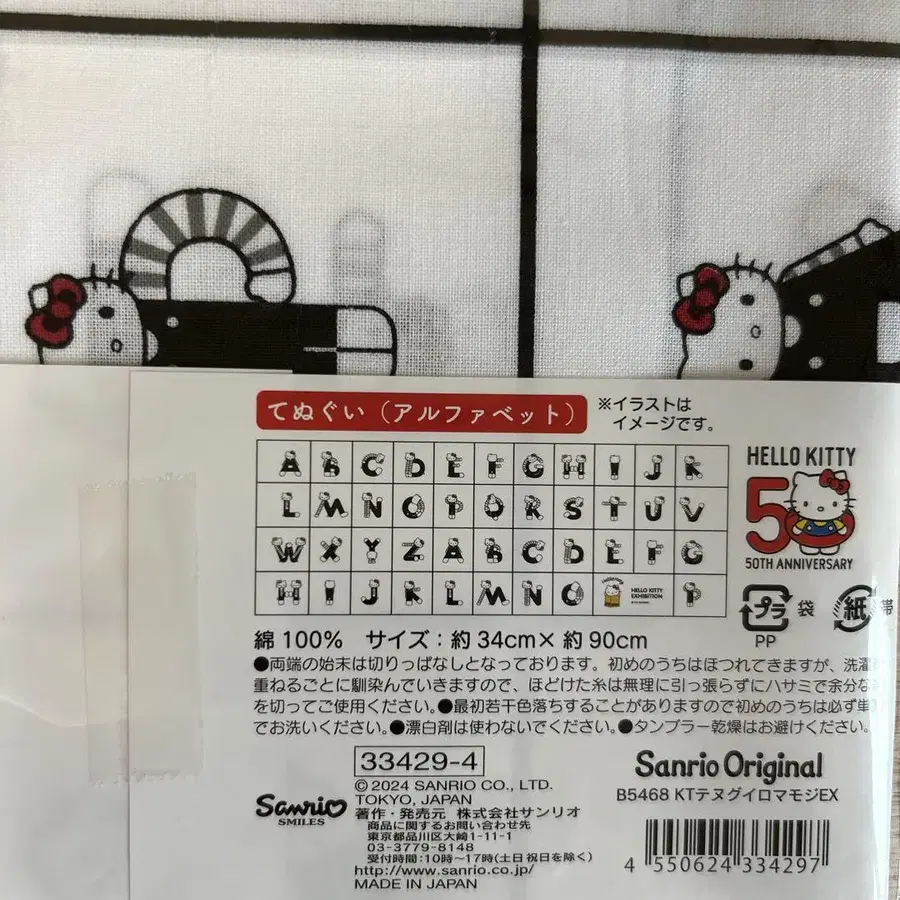 てぬぐい（アルファベット）
※イラストは
イメージです。
A B C D E F G H I J K
L M N O P Q R S T U V
W X Y Z A B C D E F G
H I J K L M N O HELLO KITTY EXHIBITION P
HELLO KITTY
50
50TH ANNIVERSARY
プラ 袋 紙 帯
PP
綿 100% サイズ：約 34cm× 約 90cm
●両端の始末は切りっぱなしとなっております。初めのうちはほつれてきますが、洗濯
重ねるごとに馴染んでいきますので、ほどけた糸は無理に引っ張らずにハサミで余分な
を切ってご使用ください。●最初若干色落ちすることがありますので初めのうちは必ず単
でお洗いください。●漂白剤は使わないでください。●タンブラー乾燥はお避けください。
33429-4
©2024 SANRIO CO., LTD.
TOKYO, JAPAN
著作・発売元 株式会社サンリオ
商品に関するお問い合わせ先
東京都品川区大崎1-11-1
03-3779-8148
受付時間：10時～17時(土日祝日を除く)
http://www.sanrio.co.jp/
MADE IN JAPAN
Sanrio
SMILES
Sanrio Original
B5468 KTテヌグイロマモジEX
4 550624 334297